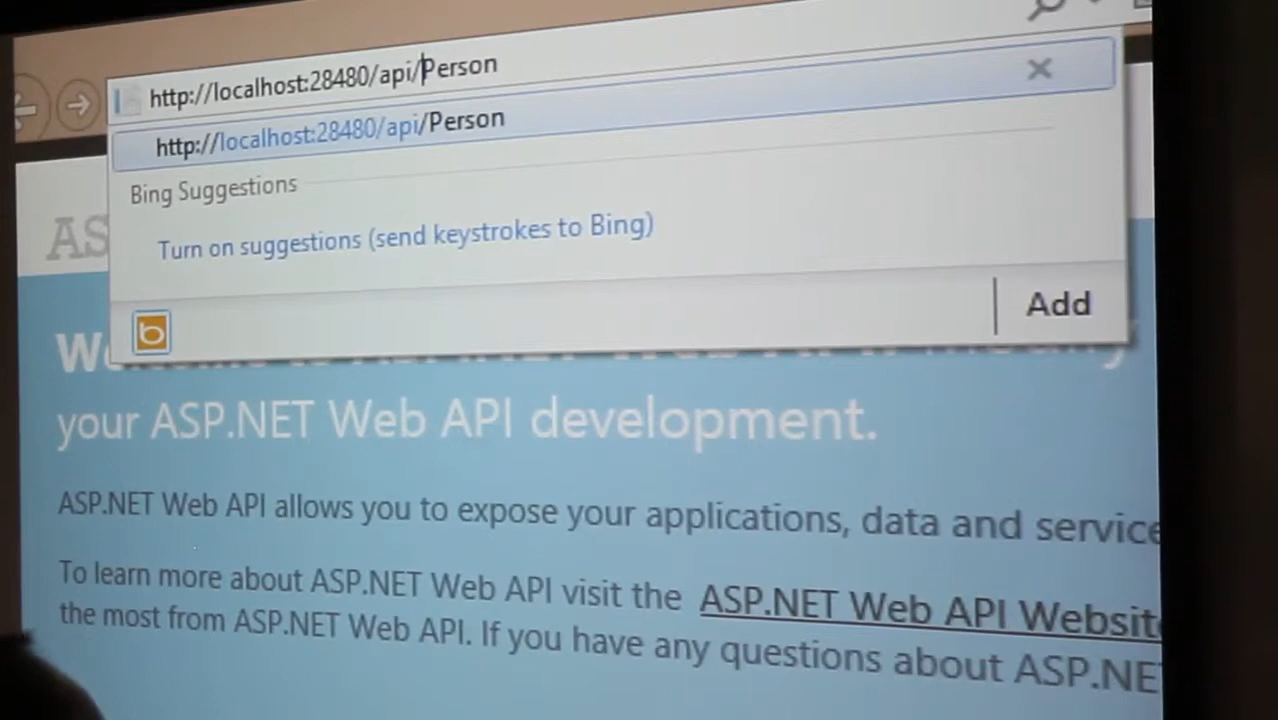 http://localhost:28480/api/Person
http://localhost:28480/api/Person
Bing Suggestions
Turn on suggestions (send keystrokes to Bing)
Add
AS
your ASP.NET Web API development.
ASP.NET Web API allows you to expose your applications, data and service
To learn more about ASP.NET Web API visit the ASP.NET Web API Website
the most from ASP.NET Web API. If you have any questions about ASP.NE